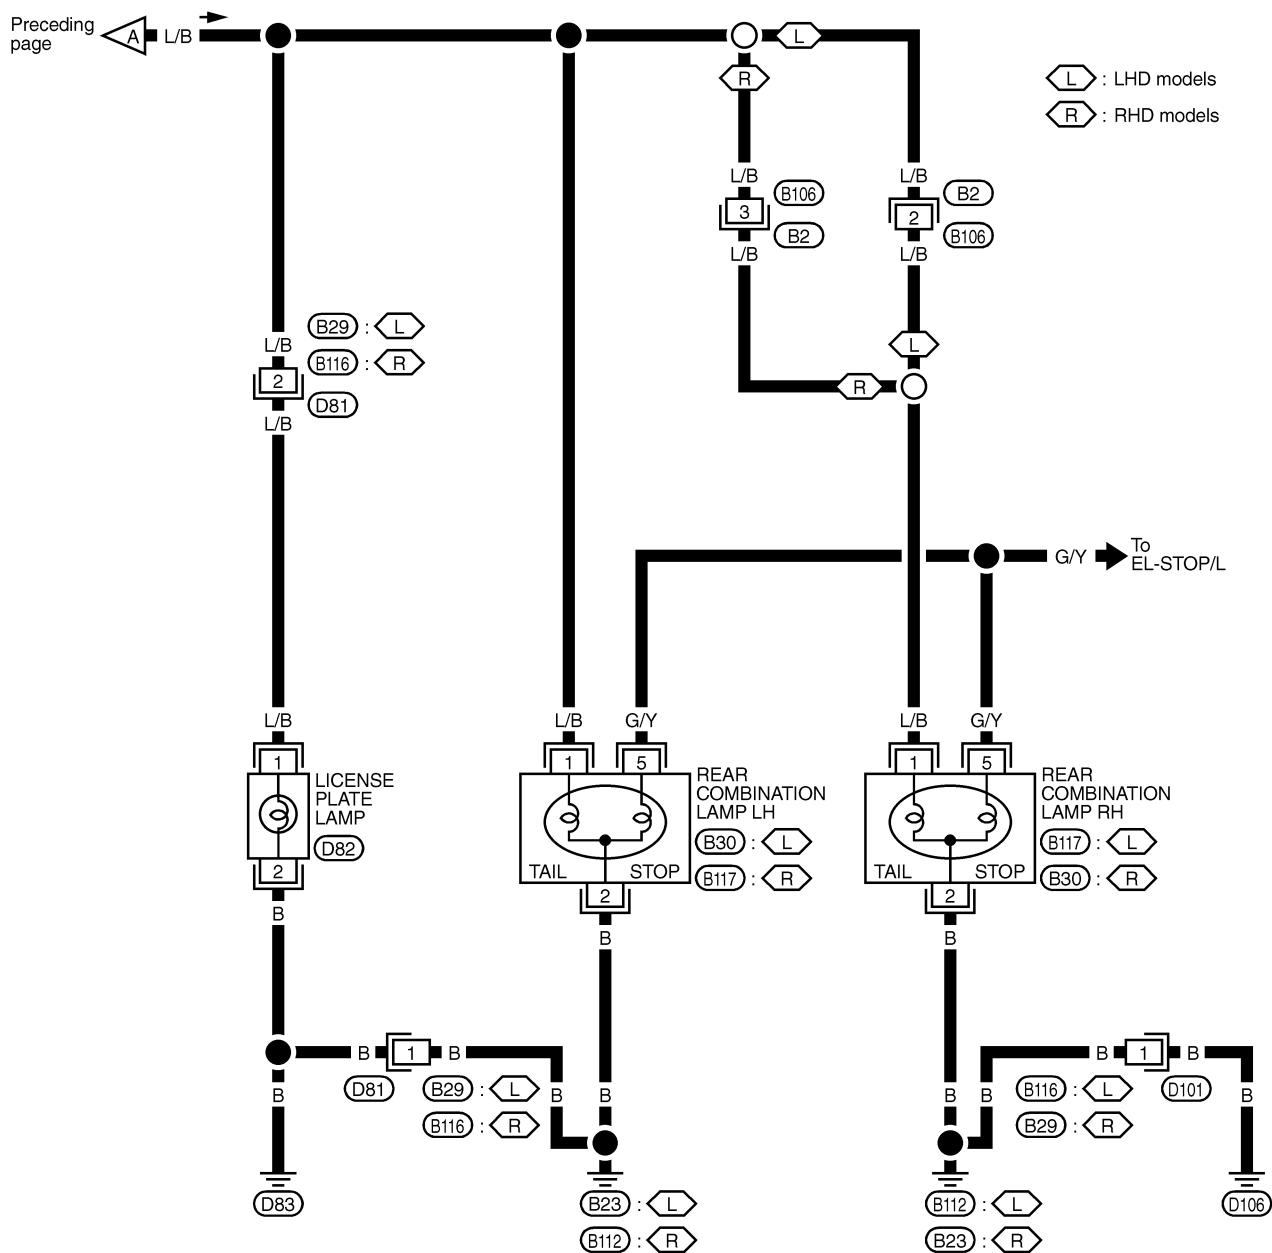 Preceding
page
A
L/B
L
R
L : LHD models
R : RHD models
L/B
L/B
3
B106
B2
2
B2
B106
L/B
L/B
L
R
B29 : L
L/B
B116 : R
2
D81
L/B
G/Y
To
EL-STOP/L
L/B
L/B
G/Y
L/B
G/Y
1
LICENSE
PLATE
LAMP
D82
2
1
5
REAR
COMBINATION
LAMP LH
B30 : L
B117 : R
TAIL
STOP
2
1
5
REAR
COMBINATION
LAMP RH
B117 : L
B30 : R
TAIL
STOP
2
B
B
B
B
1
B
D81
B29 : L
B116 : R
B
B
B
B
1
B
B116 : L
D101
B29 : R
B
B
B
D83
B23 : L
B112 : R
B112 : L
B23 : R
D106